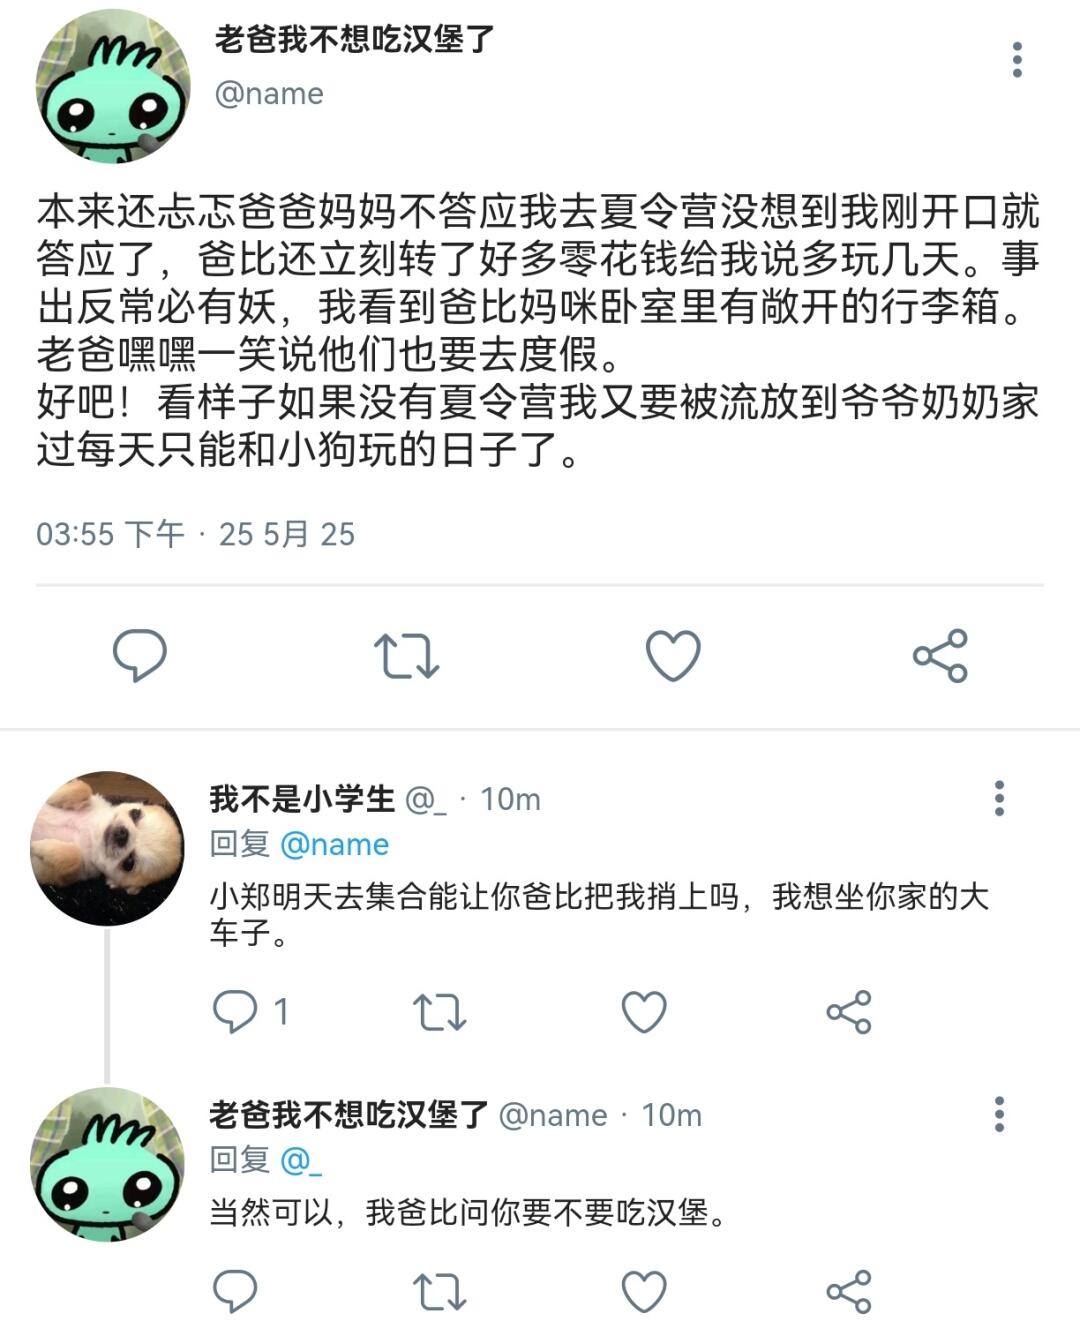 老爸我不想吃汉堡了
@name
本来还忐忑爸爸妈妈不答应我去夏令营没想到我刚开口就
答应了，爸比还立刻转了好多零花钱给我说多玩几天。事
出反常必有妖，我看到爸比妈咪卧室里有敞开的行李箱。
老爸嘿嘿一笑说他们也要去度假。
好吧！看样子如果没有夏令营我又要被流放到爷爷奶奶家
过每天只能和小狗玩的日子了。
03:55 下午 · 25 5月 25
我不是小学生 @_ · 10m
回复 @name
小郑明天去集合能让你爸比把我捎上吗，我想坐你家的大
车子。
1
老爸我不想吃汉堡了 @name · 10m
回复 @_
当然可以，我爸比问你要不要吃汉堡。